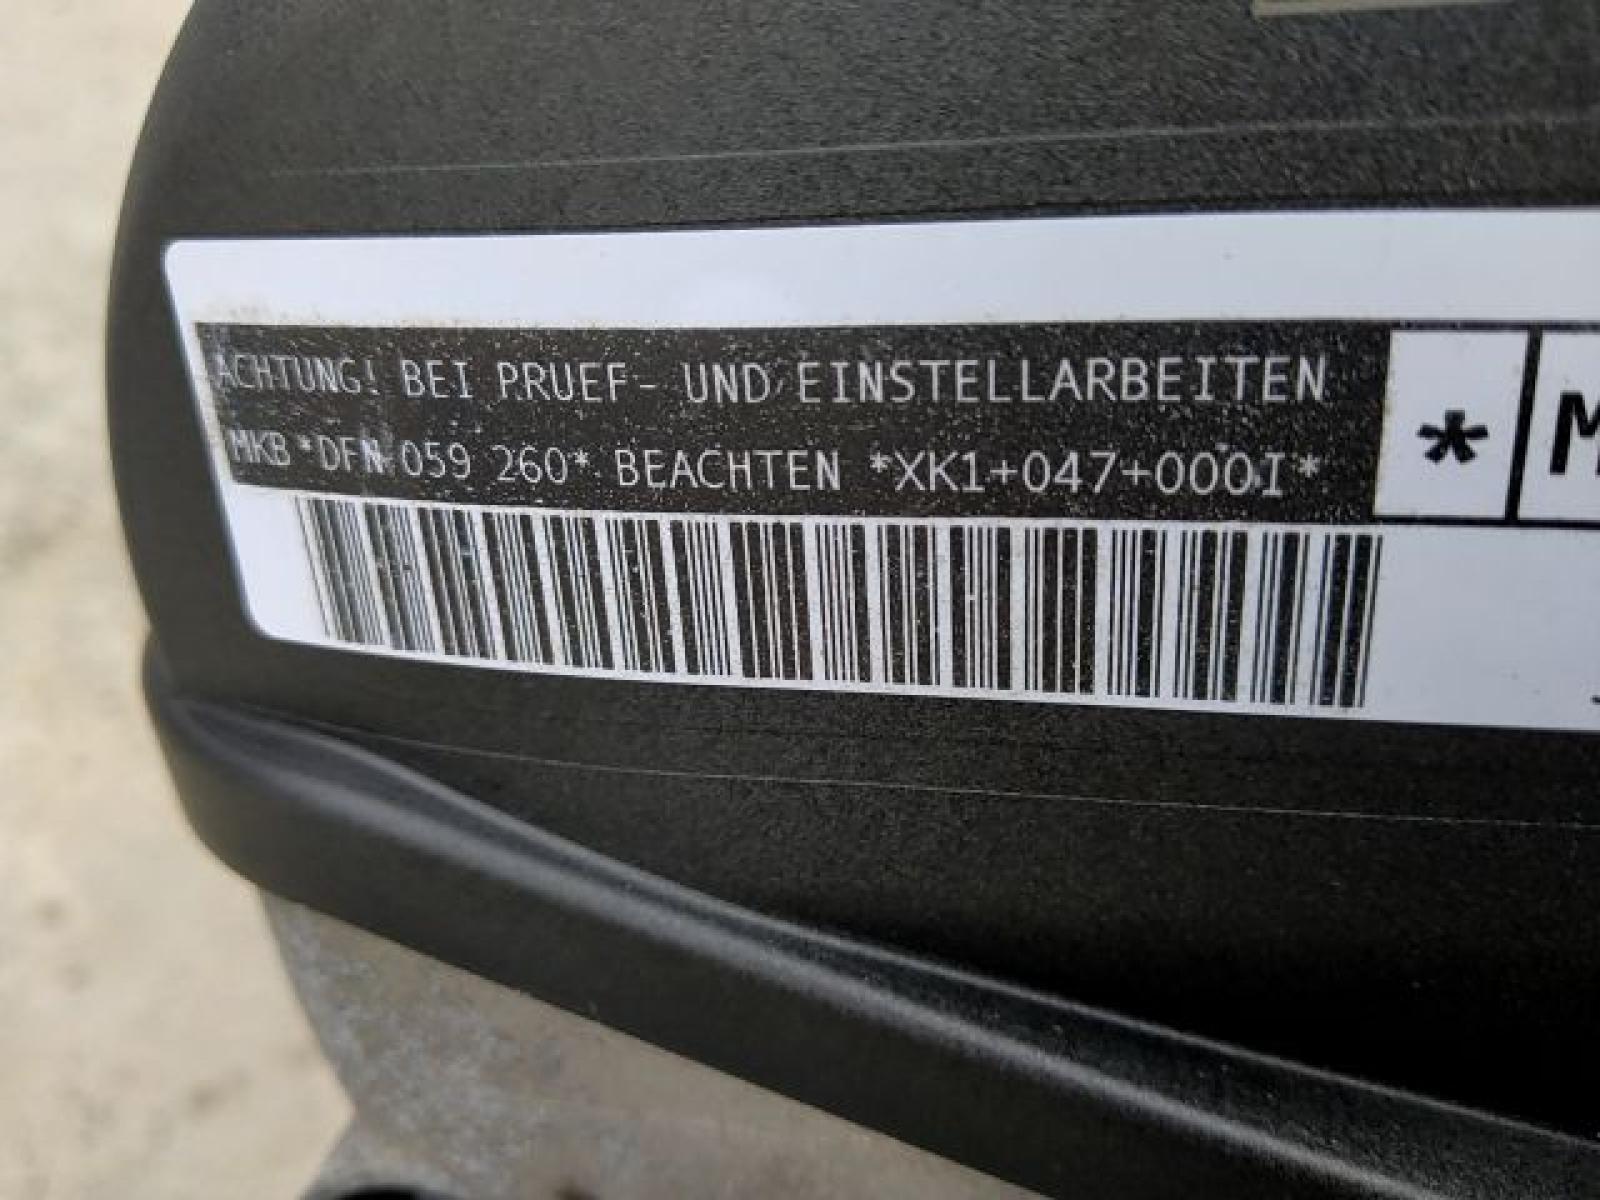 ACHTUNG! BEI PRUEF- UND EINSTELLARBEITEN
MKB *DFN 059 260* BEACHTEN *XK1+047+000I*
* M